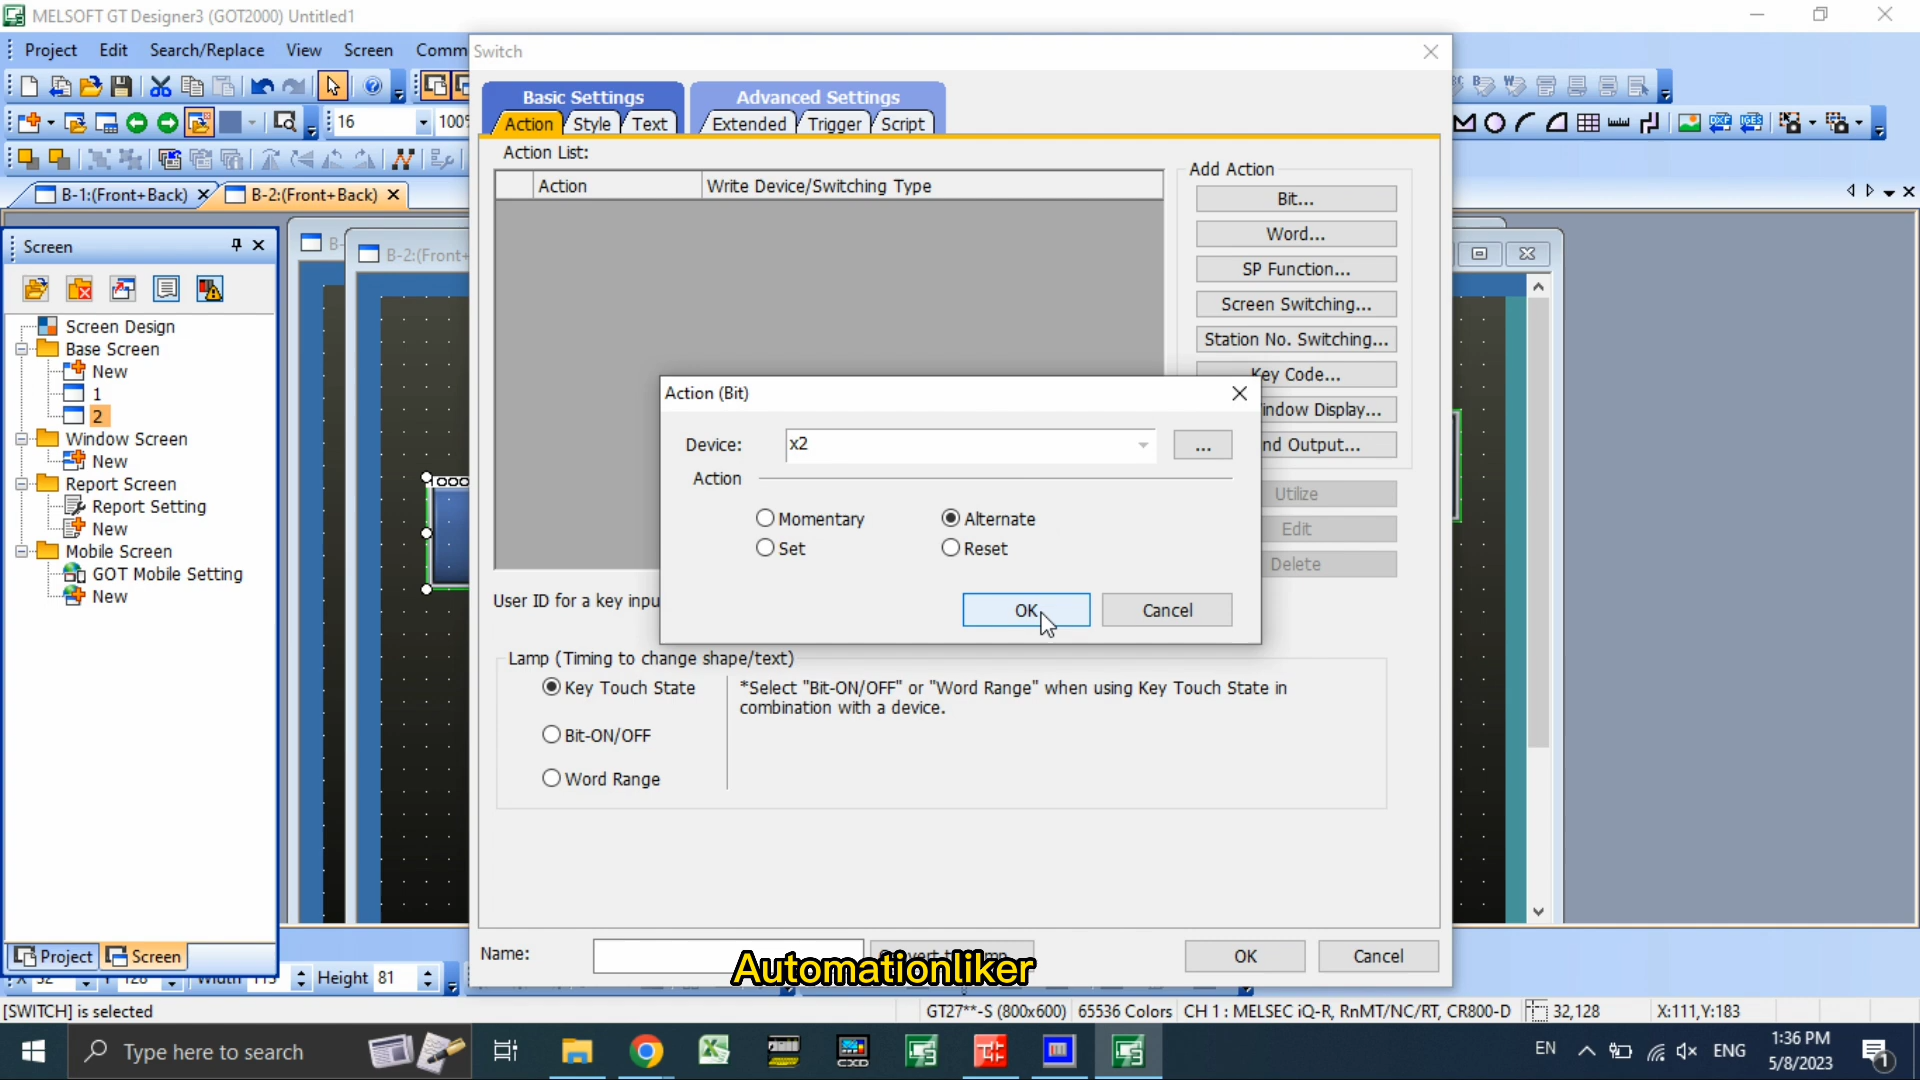 MELSOFT GT Designer3 (GOT2000) Untitled1
Project Edit Search/Replace View Screen Comm
16 100%
B-1:(Front+Back) B-2:(Front+Back)
Screen
Screen Design
Base Screen
New
1
2
Window Screen
New
Report Screen
Report Setting
New
Mobile Screen
GOT Mobile Setting
New
Project Screen
B-2:(Front+
Switch
Basic Settings Advanced Settings
Action Style Text Extended Trigger Script
Action List:
Action Write Device/Switching Type
Add Action
Bit...
Word...
SP Function...
Screen Switching...
Station No. Switching...
Key Code...
indow Display...
nd Output...
Utilize
Edit
Delete
Action (Bit)
Device: x2 ...
Action
Momentary Alternate
Set Reset
OK Cancel
User ID for a key inpu
Lamp (Timing to change shape/text)
Key Touch State
Bit-ON/OFF
Word Range
*Select "Bit-ON/OFF" or "Word Range" when using Key Touch State in
combination with a device.
Name: OK Cancel
Automationliker
X 32 Y 128 Width 113 Height 81
[SWITCH] is selected GT27**-S (800x600) 65536 Colors CH 1 : MELSEC iQ-R, RnMT/NC/RT, CR800-D 32,128 X:111,Y:183
Type here to search EN ENG 1:36 PM
5/8/2023
1